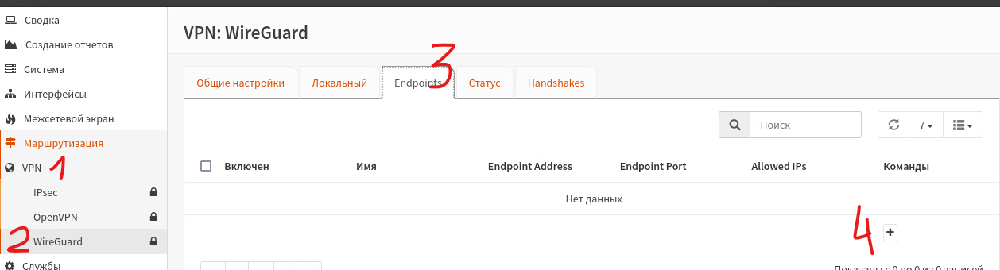 Сводка
Создание отчетов
Система
Интерфейсы
Межсетевой экран
Маршрутизация
VPN 1
IPsec
OpenVPN
2 WireGuard
Службы
VPN: WireGuard
3
Общие настройки Локальный Endpoints Статус Handshakes
Поиск 7
Включен Имя Endpoint Address Endpoint Port Allowed IPs Команды
Нет данных
4 +
Показаны с 0 по 0 из 0 записей